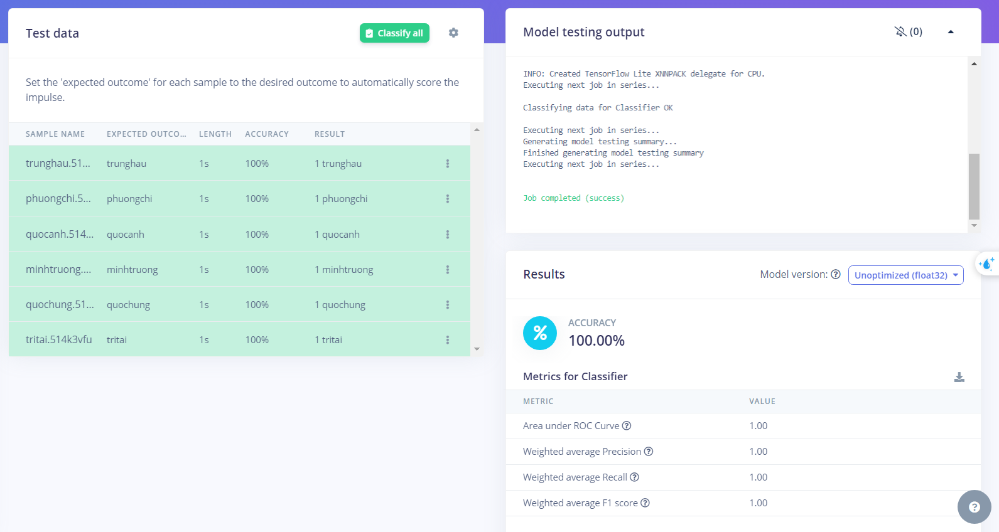 Test data
Classify all
Set the 'expected outcome' for each sample to the desired outcome to automatically score the
impulse.
SAMPLE NAME EXPECTED OUTCO... LENGTH ACCURACY RESULT
trunghau.51... trunghau 1s 100% 1 trunghau
phuongchi.5... phuongchi 1s 100% 1 phuongchi
quocanh.514... quocanh 1s 100% 1 quocanh
minhtruong.... minhtruong 1s 100% 1 minhtruong
quochung.51... quochung 1s 100% 1 quochung
tritai.514k3vfu tritai 1s 100% 1 tritai
Model testing output
(0)
INFO: Created TensorFlow Lite XNNPACK delegate for CPU.
Executing next job in series...
Classifying data for Classifier OK
Executing next job in series...
Generating model testing summary...
Finished generating model testing summary
Executing next job in series...
Job completed (success)
Results
Model version: ? Unoptimized (float32)
%
ACCURACY
100.00%
Metrics for Classifier
METRIC VALUE
Area under ROC Curve ? 1.00
Weighted average Precision ? 1.00
Weighted average Recall ? 1.00
Weighted average F1 score ? 1.00
?